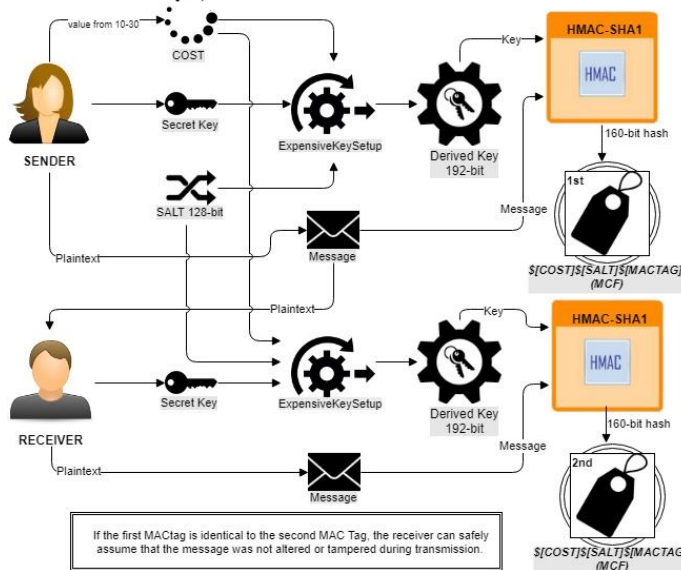 value from 10-30
COST
Key
HMAC-SHA1
HMAC
Secret Key
ExpensiveKeySetup
Derived Key
192-bit
SENDER
160-bit hash
SALT 128-bit
1st
Message
Plaintext
Message
$[COST]$[SALT]$[MACTAG]
(MCF)
Plaintext
Key
HMAC-SHA1
HMAC
Secret Key
ExpensiveKeySetup
Derived Key
192-bit
RECEIVER
160-bit hash
Message
Plaintext
2nd
Message
If the first MACtag is identical to the second MAC Tag, the receiver can safely
assume that the message was not altered or tampered during transmission.
$[COST]$[SALT]$[MACTAG]
(MCF)